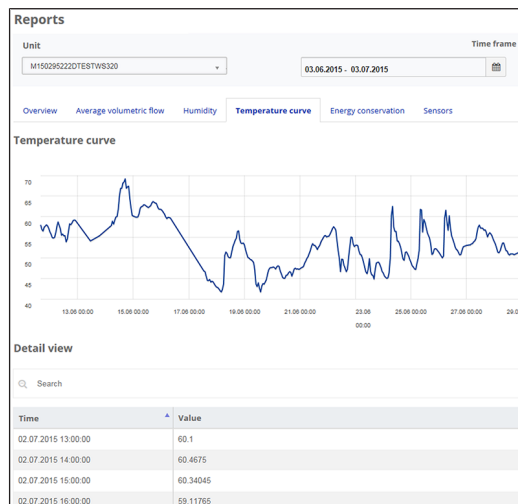 Reports
Unit
Time frame
M150295222DTESTWS320
03.06.2015 - 03.07.2015
Overview Average volumetric flow Humidity Temperature curve Energy conservation Sensors
Temperature curve
70
65
60
55
50
45
40
13.06 00:00 15.06 00:00 17.06 00:00 19.06 00:00 21.06 00:00 23.06 25.06 00:00 27.06 00:00 29.0
00:00
Detail view
Search
Time Value
02.07.2015 13:00:00 60.1
02.07.2015 14:00:00 60.4675
02.07.2015 15:00:00 60.34045
02.07.2015 16:00:00 59.11765